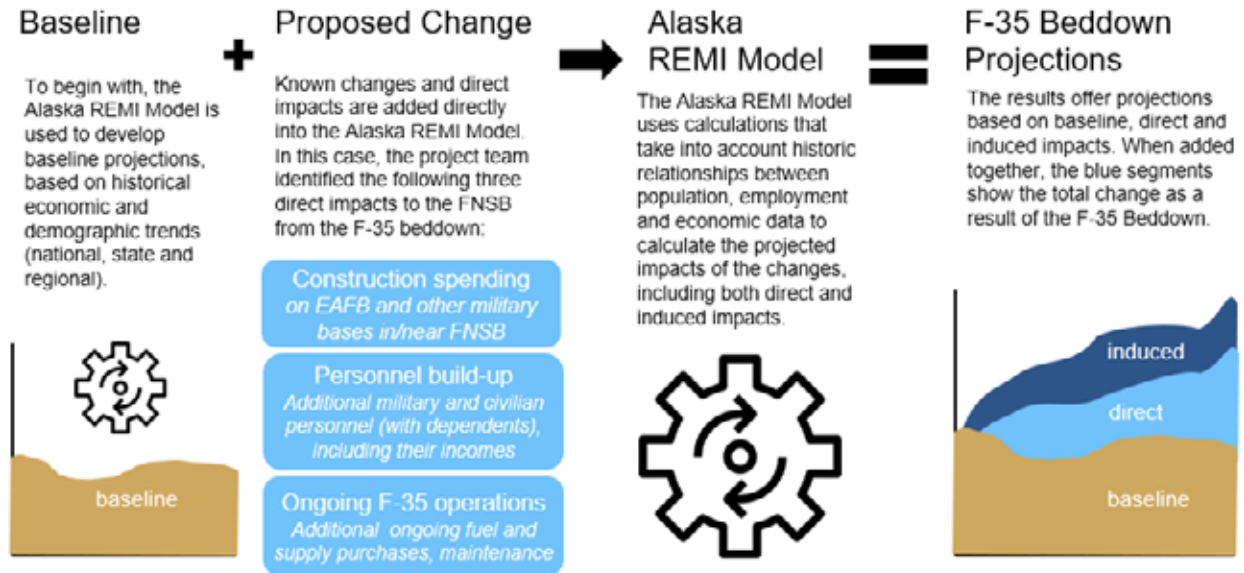 Baseline
To begin with, the
Alaska REMI Model is
used to develop
baseline projections,
based on historical
economic and
demographic trends
(national, state and
regional).
baseline
+
Proposed Change
Known changes and direct
impacts are added directly
into the Alaska REMI Model.
In this case, the project team
identified the following three
direct impacts to the FNSB
from the F-35 beddown:
Construction spending
on EAFB and other military
bases in/near FNSB
Personnel build-up
Additional military and civilian
personnel (with dependents),
including their incomes
Ongoing F-35 operations
Additional ongoing fuel and
supply purchases, maintenance
Alaska
REMI Model
The Alaska REMI Model
uses calculations that
take into account historic
relationships between
population, employment
and economic data to
calculate the projected
impacts of the changes,
including both direct and
induced impacts.
=
F-35 Beddown
Projections
The results offer projections
based on baseline, direct and
induced impacts. When added
together, the blue segments
show the total change as a
result of the F-35 Beddown.
induced
direct
baseline